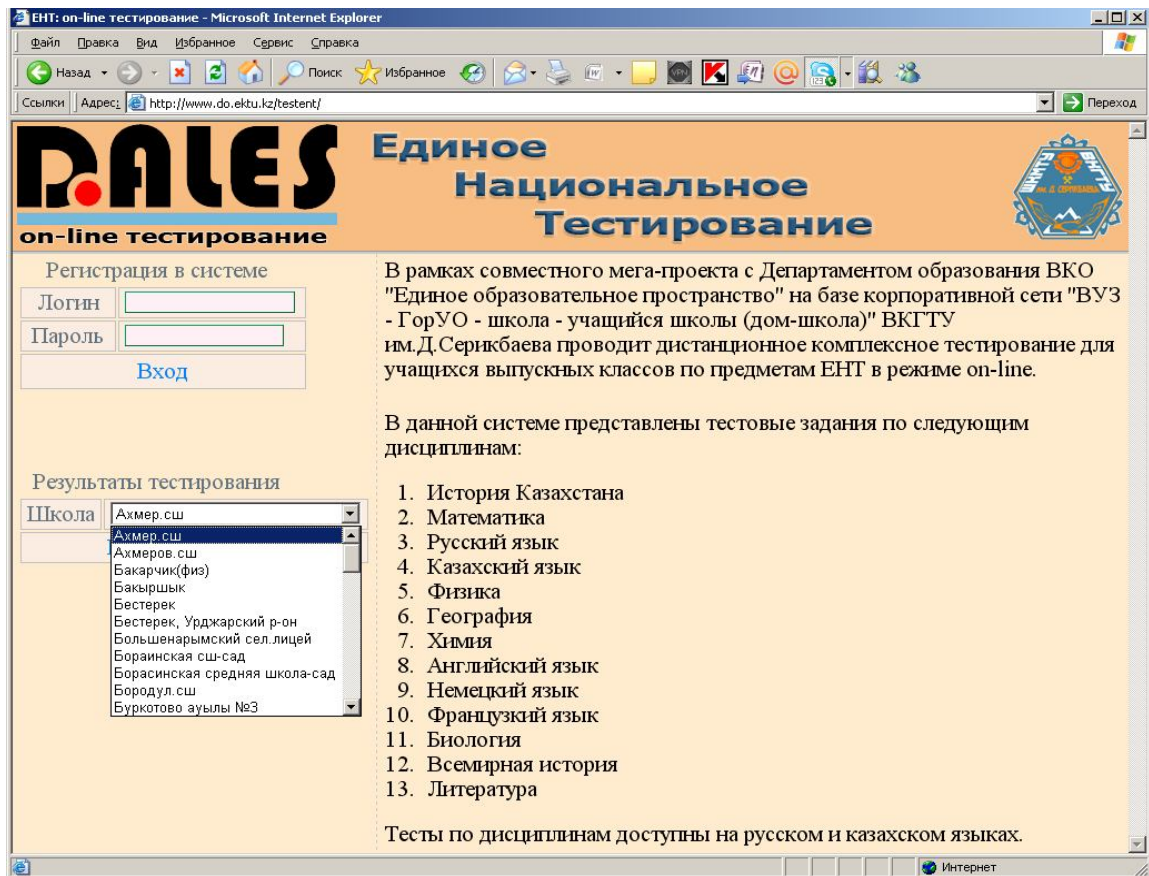 ЕНТ: on-line тестирование - Microsoft Internet Explorer
Файл Правка Вид Избранное Сервис Справка
Назад Поиск Избранное
Ссылки Адрес: http://www.do.ektu.kz/testent/ Переход
DALES
on-line тестирование
Единое
Национальное
Тестирование
Регистрация в системе
Логин
Пароль
Вход
Результаты тестирования
Школа Ахмер.сш
Ахмер.сш
Ахмеров.сш
Бакарчик(физ)
Бакыршык
Бестерек
Бестерек, Урджарский р-он
Большенарымский сел.лицей
Бораинская сш-сад
Борасинская средняя школа-сад
Бородул.сш
Буркотово ауылы №3
В рамках совместного мега-проекта с Департаментом образования ВКО
"Единое образовательное пространство" на базе корпоративной сети "ВУЗ
- ГорУО - школа - учащийся школы (дом-школа)" ВКГТУ
им.Д.Серикбаева проводит дистанционное комплексное тестирование для
учащихся выпускных классов по предметам ЕНТ в режиме on-line.
В данной системе представлены тестовые задания по следующим
дисциплинам:
1. История Казахстана
2. Математика
3. Русский язык
4. Казахский язык
5. Физика
6. География
7. Химия
8. Английский язык
9. Немецкий язык
10. Французкий язык
11. Биология
12. Всемирная история
13. Литература
Тесты по дисциплинам доступны на русском и казахском языках.
Интернет